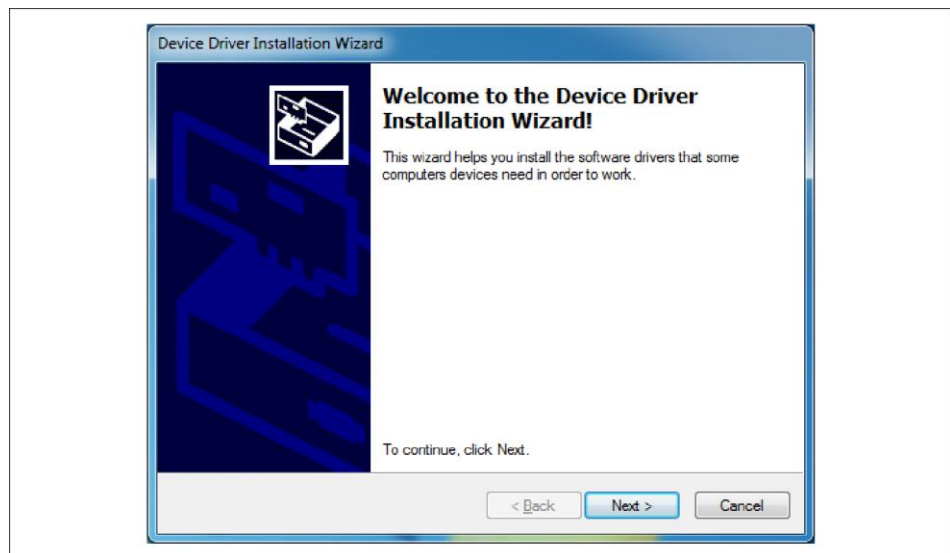 Device Driver Installation Wizard
Welcome to the Device Driver
Installation Wizard!
This wizard helps you install the software drivers that some
computers devices need in order to work.
To continue, click Next.
< Back
Next >
Cancel